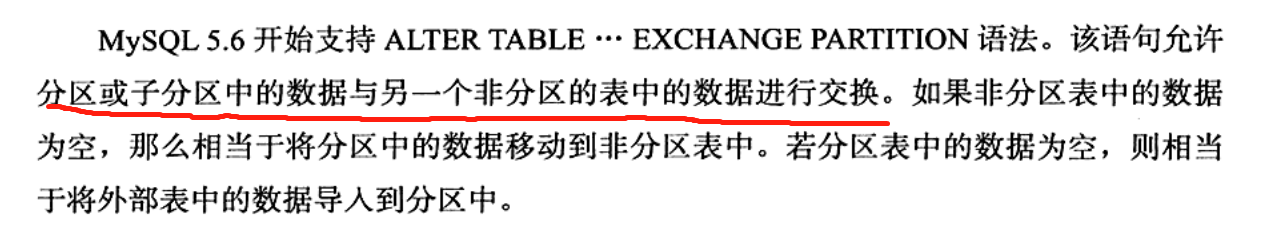 MySQL 5.6 开始支持 ALTER TABLE … EXCHANGE PARTITION 语法。该语句允许
分区或子分区中的数据与另一个非分区的表中的数据进行交换。如果非分区表中的数据
为空，那么相当于将分区中的数据移动到非分区表中。若分区表中的数据为空，则相当
于将外部表中的数据导入到分区中。